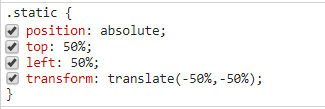 .static {
position: absolute;
top: 50%;
left: 50%;
transform: translate(-50%,-50%);
}